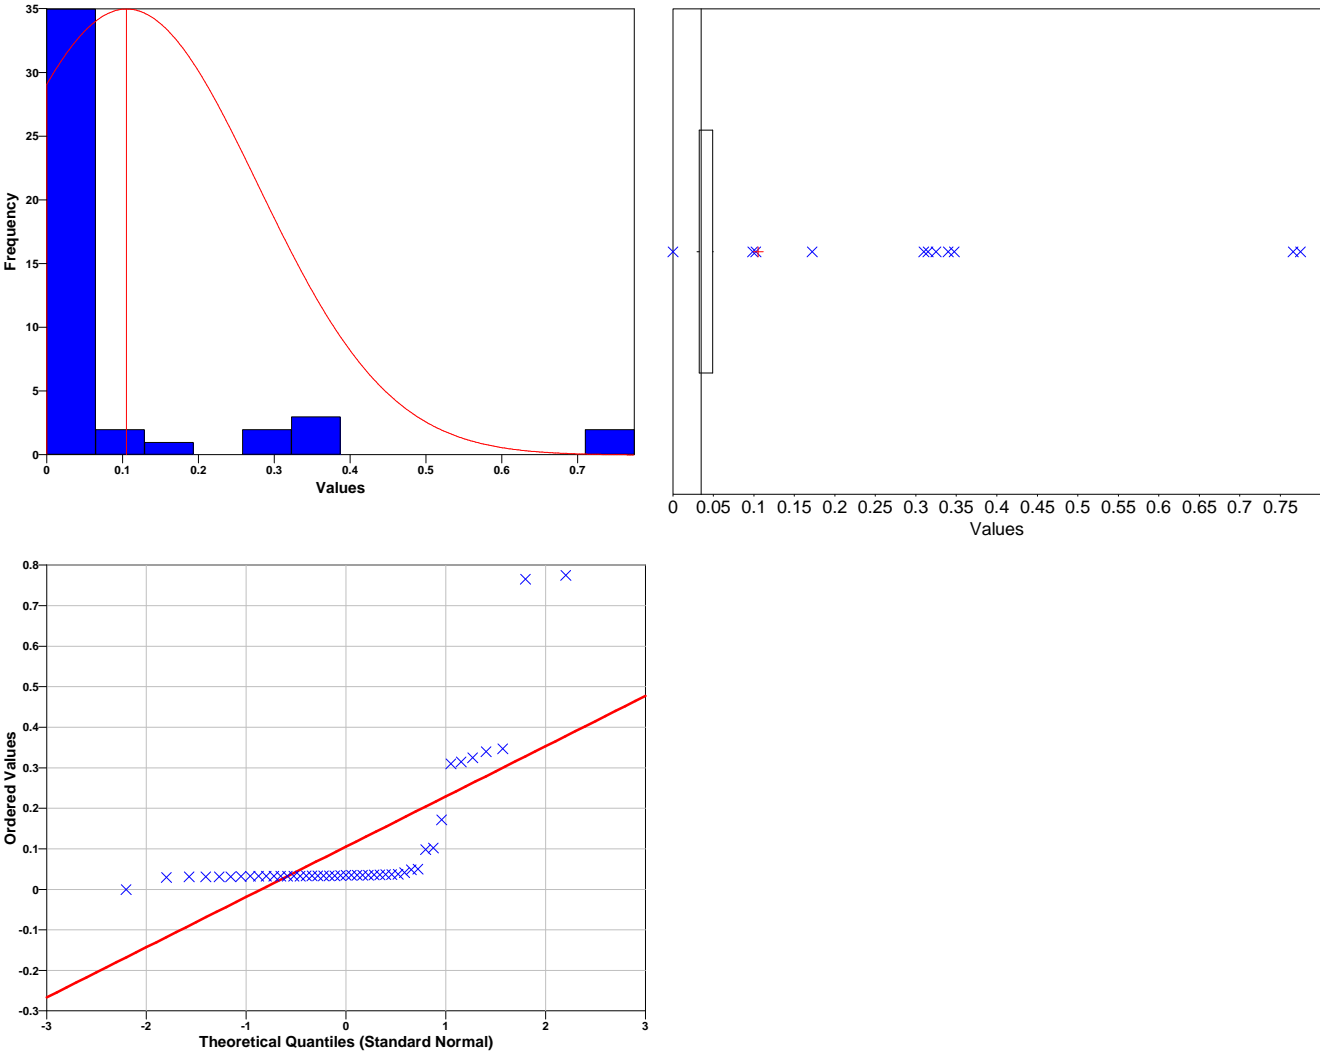 35
30
25
20
15
10
5
0
Frequency
0 0.1 0.2 0.3 0.4 0.5 0.6 0.7
Values
0 0.05 0.1 0.15 0.2 0.25 0.3 0.35 0.4 0.45 0.5 0.55 0.6 0.65 0.7 0.75
Values
0.8
0.7
0.6
0.5
0.4
0.3
0.2
0.1
0
-0.1
-0.2
-0.3
Ordered Values
-3 -2 -1 0 1 2 3
Theoretical Quantiles (Standard Normal)